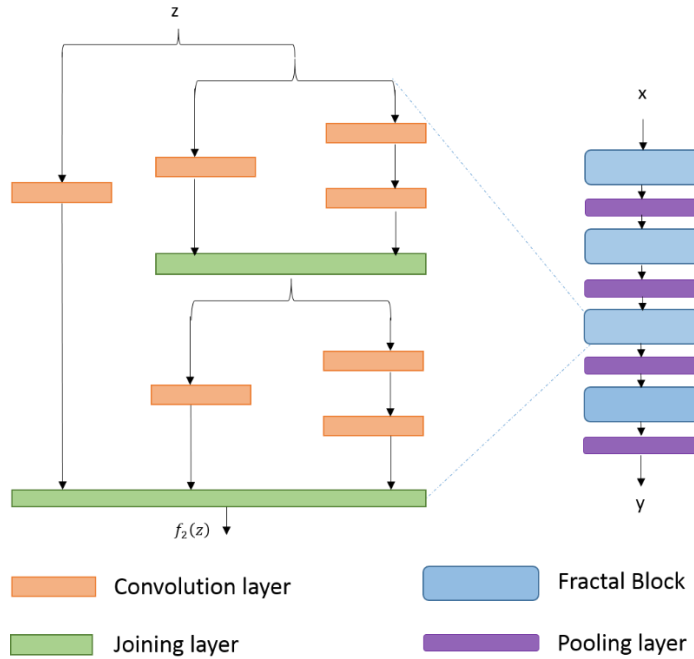 z
x
y
f₂(z)
Convolution layer
Fractal Block
Joining layer
Pooling layer